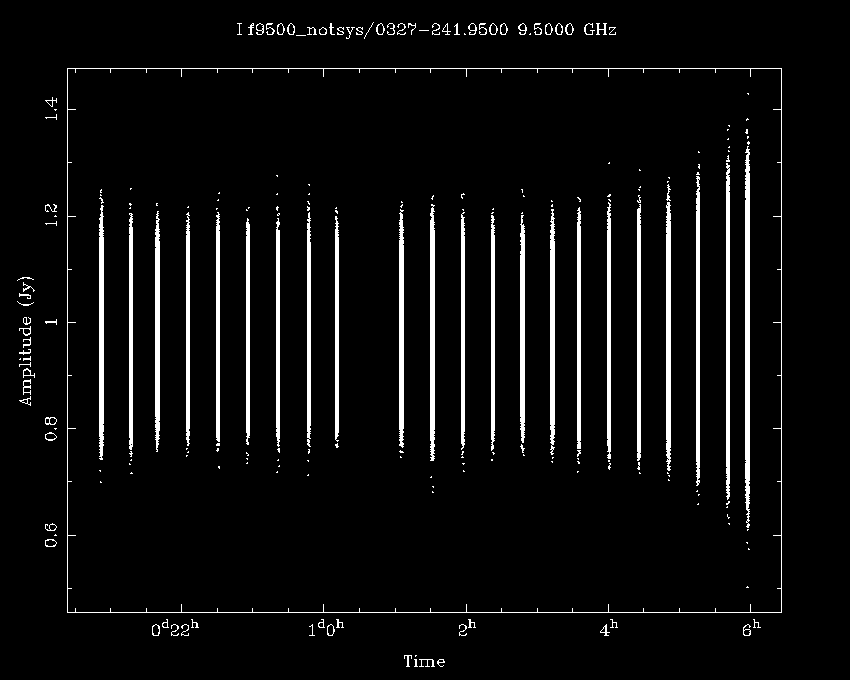 I f9500_notsys/0327-241.9500 9.5000 GHz
1.4
1.2
1
0.8
0.6
Amplitude (Jy)
0ᵈ22ʰ 1ᵈ0ʰ 2ʰ 4ʰ 6ʰ
Time